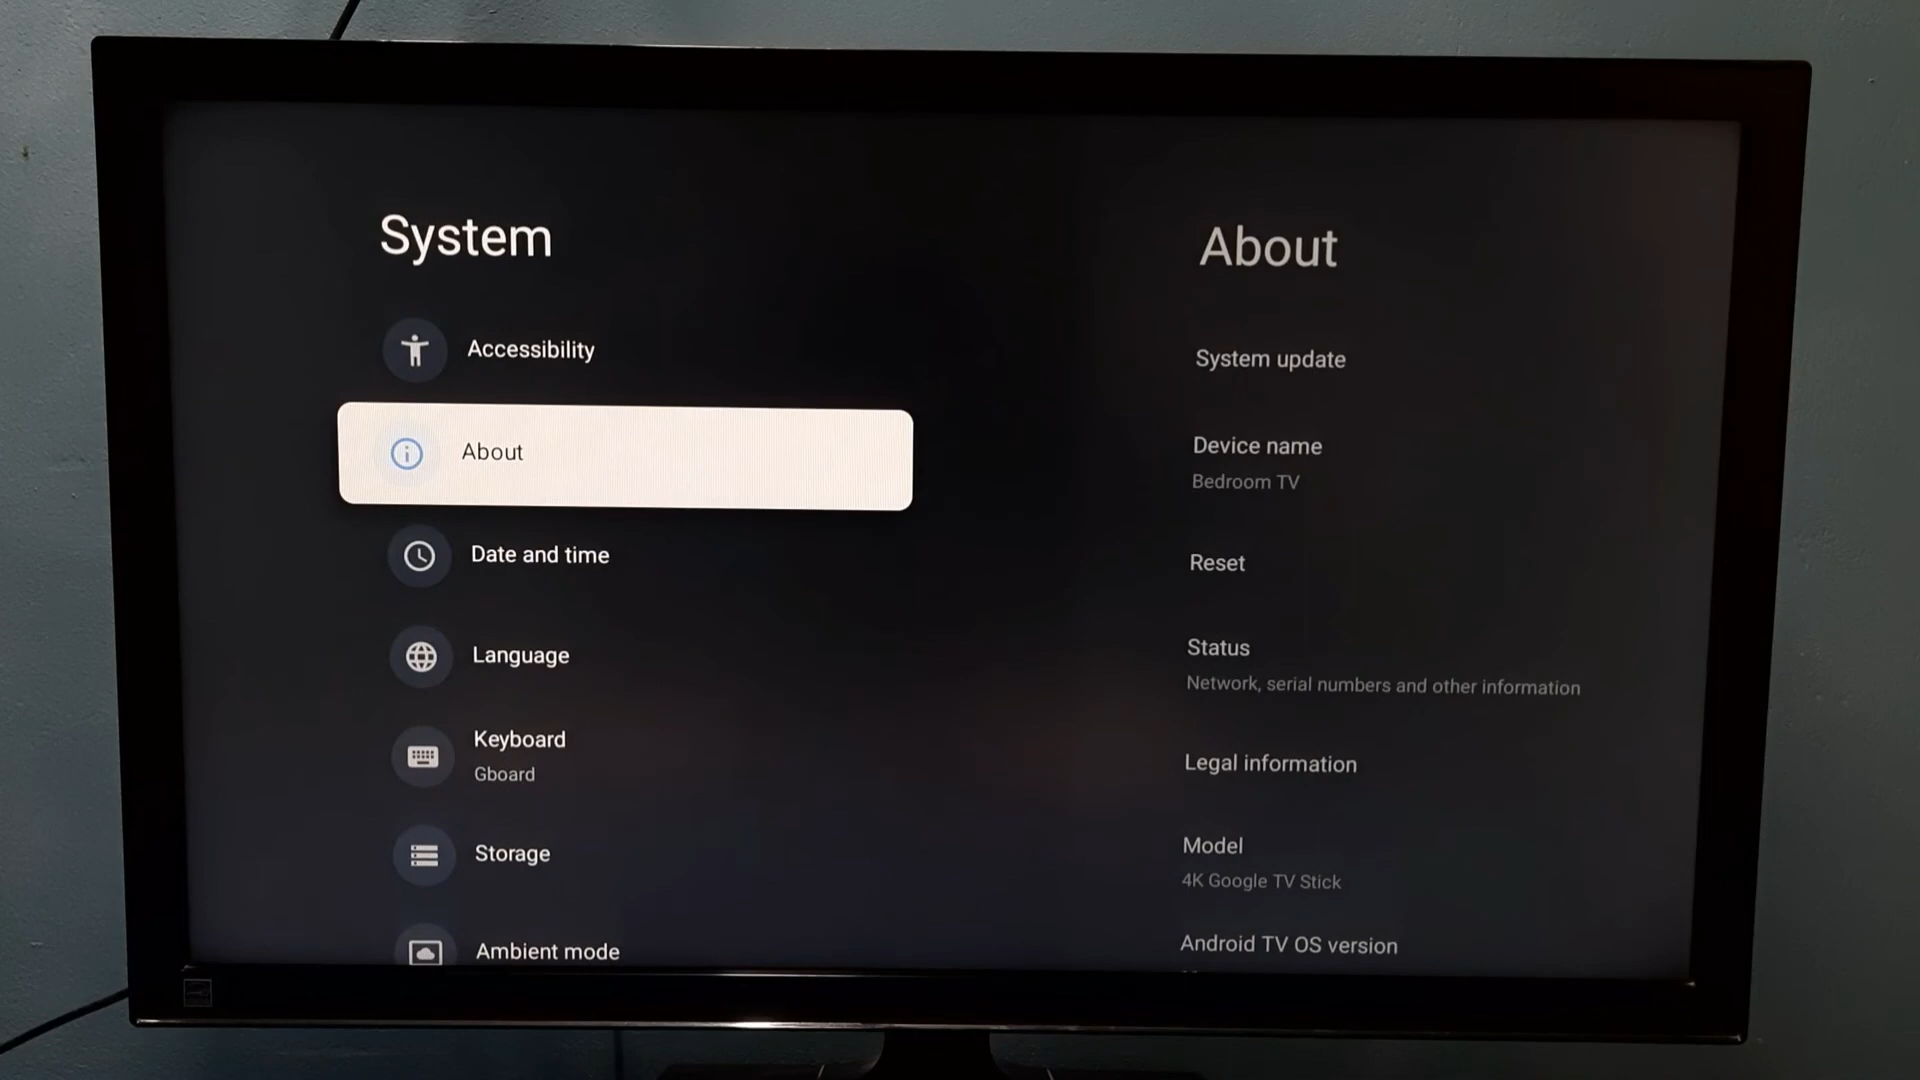 System
Accessibility
About
Date and time
Language
Keyboard
Gboard
Storage
Ambient mode
About
System update
Device name
Bedroom TV
Reset
Status
Network, serial numbers and other information
Legal information
Model
4K Google TV Stick
Android TV OS version